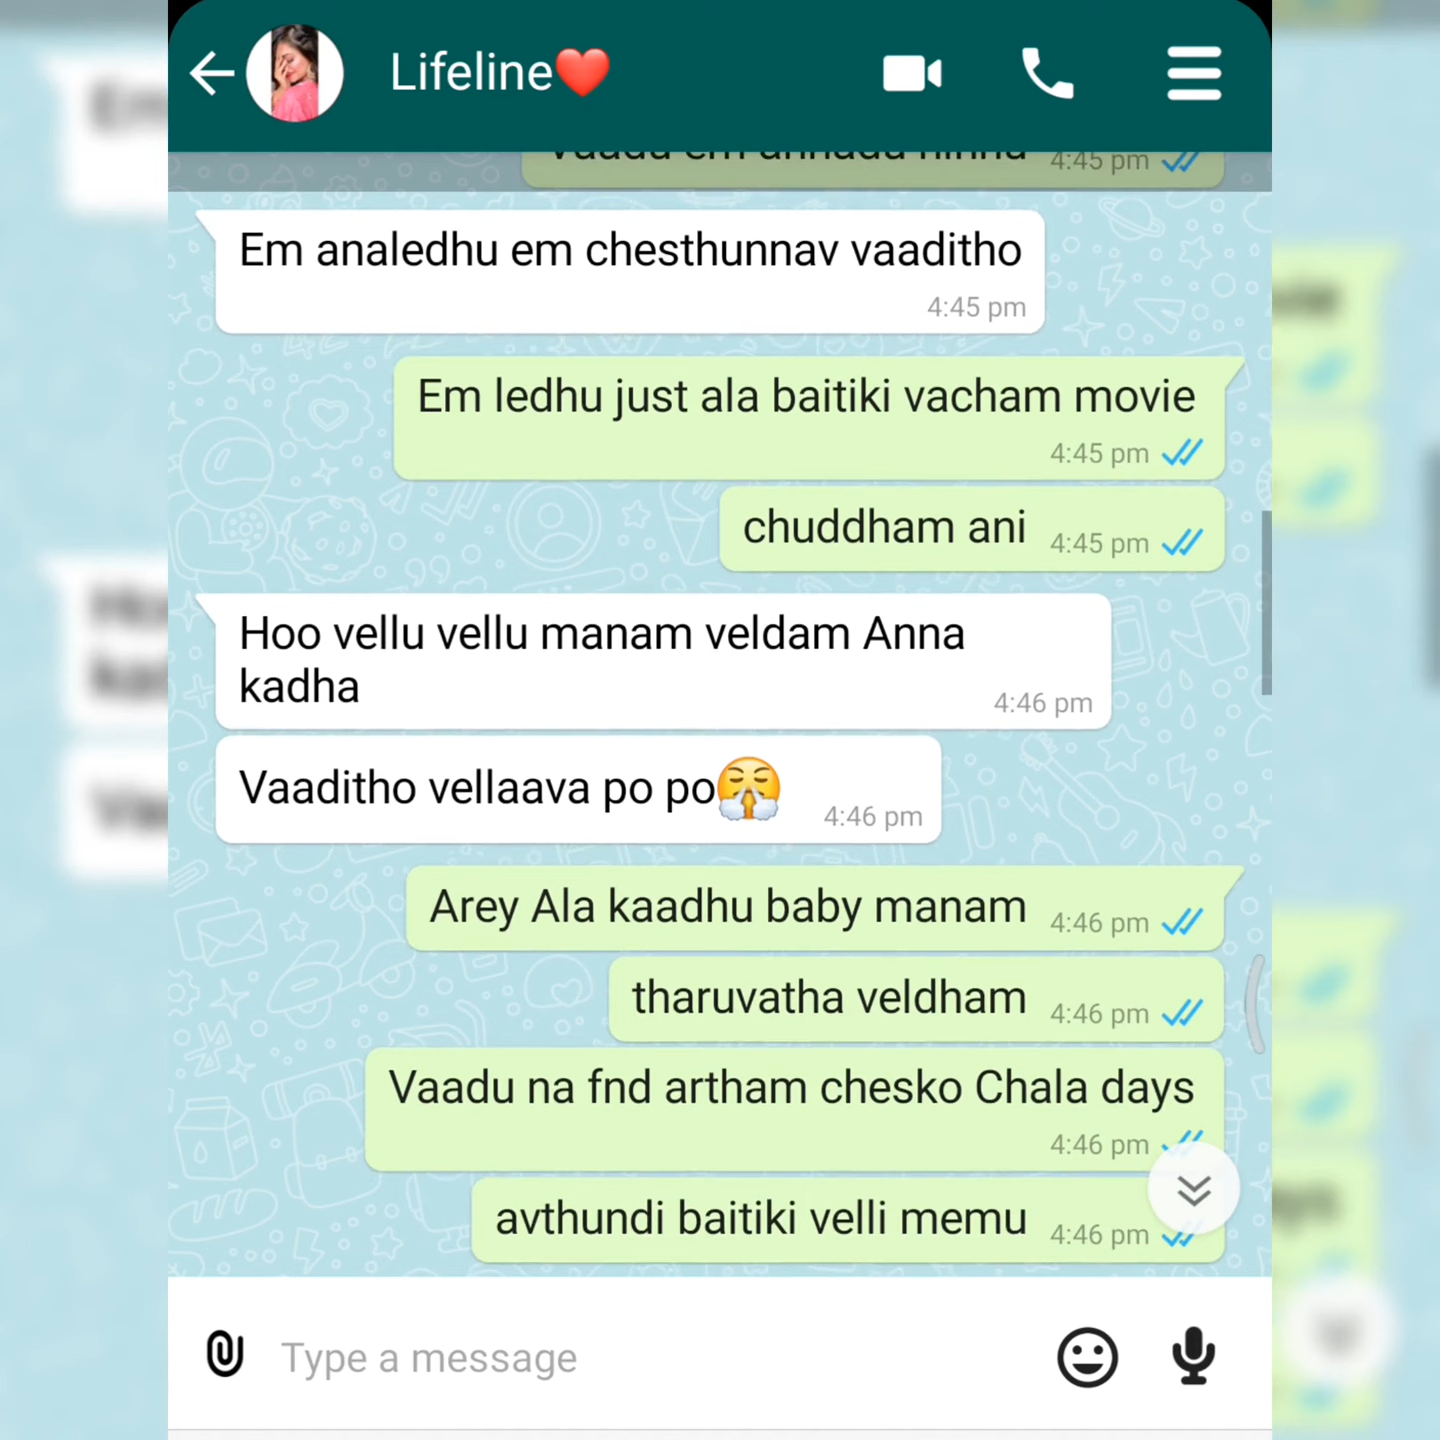 Lifeline❤️
4:45 pm
Em analedhu em chesthunnav vaaditho
4:45 pm
Em ledhu just ala baitiki vacham movie
4:45 pm
chuddham ani 4:45 pm
Hoo vellu vellu manam veldam Anna
kadha 4:46 pm
Vaaditho vellaava po po😤 4:46 pm
Arey Ala kaadhu baby manam 4:46 pm
tharuvatha veldham 4:46 pm
Vaadu na fnd artham chesko Chala days
4:46 pm
avthundi baitiki velli memu 4:46 pm
Type a message